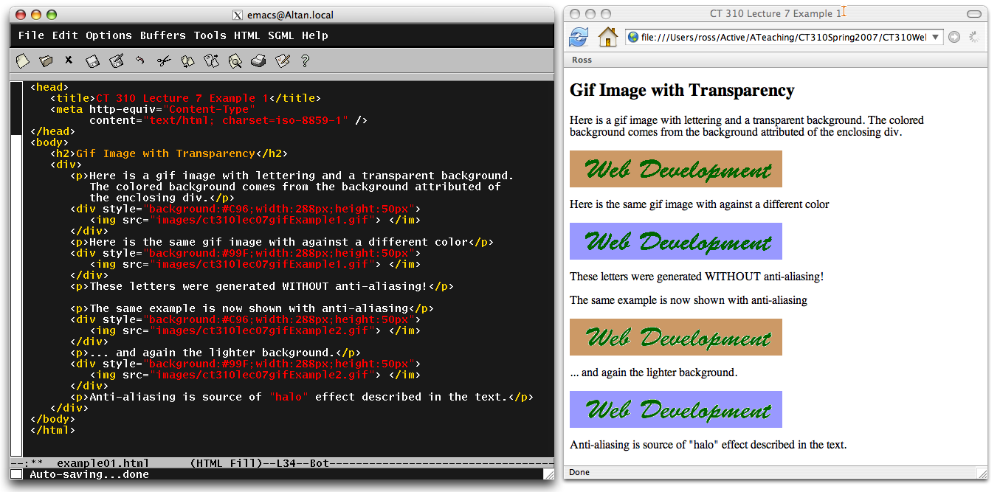 emacs@Altan.local
File Edit Options Buffers Tools HTML SGML Help
<head>
<title>CT 310 Lecture 7 Example 1</title>
<meta http-equiv="Content-Type"
content="text/html; charset=iso-8859-1" />
</head>
<body>
<h2>Gif Image with Transparency</h2>
<div>
<p>Here is a gif image with lettering and a transparent background.
The colored background comes from the background attributed of
the enclosing div.</p>
<div style="background:#C96;width:288px;height:50px">
<img src="images/ct310lec07gifExample1.gif"> </im>
</div>
<p>Here is the same gif image with against a different color</p>
<div style="background:#99F;width:288px;height:50px">
<img src="images/ct310lec07gifExample1.gif"> </im>
</div>
<p>These letters were generated WITHOUT anti-aliasing!</p>
<p>The same example is now shown with anti-aliasing</p>
<div style="background:#C96;width:288px;height:50px">
<img src="images/ct310lec07gifExample2.gif"> </im>
</div>
<p>... and again the lighter background.</p>
<div style="background:#99F;width:288px;height:50px">
<img src="images/ct310lec07gifExample2.gif"> </im>
</div>
<p>Anti-aliasing is source of "halo" effect described in the text.</p>
</div>
</body>
</html>
--:** example01.html (HTML Fill)--L34--Bot----------------------------------
Auto-saving...done
CT 310 Lecture 7 Example 1
file:///Users/ross/Active/ATeaching/CT310Spring2007/CT310Wel
Ross
Gif Image with Transparency
Here is a gif image with lettering and a transparent background. The colored
background comes from the background attributed of the enclosing div.
Web Development
Here is the same gif image with against a different color
Web Development
These letters were generated WITHOUT anti-aliasing!
The same example is now shown with anti-aliasing
Web Development
... and again the lighter background.
Web Development
Anti-aliasing is source of "halo" effect described in the text.
Done